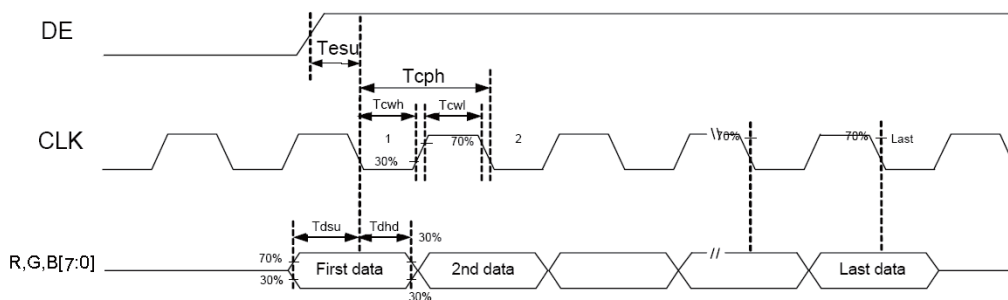 DE
Tesu
Tcph
Tcwh
Tcwl
CLK
1
30%
70%
2
\\
70%
70%
Last
Tdsu
Tdhd
30%
R,G,B[7:0]
70%
30%
First data
2nd data
//
Last data
30%